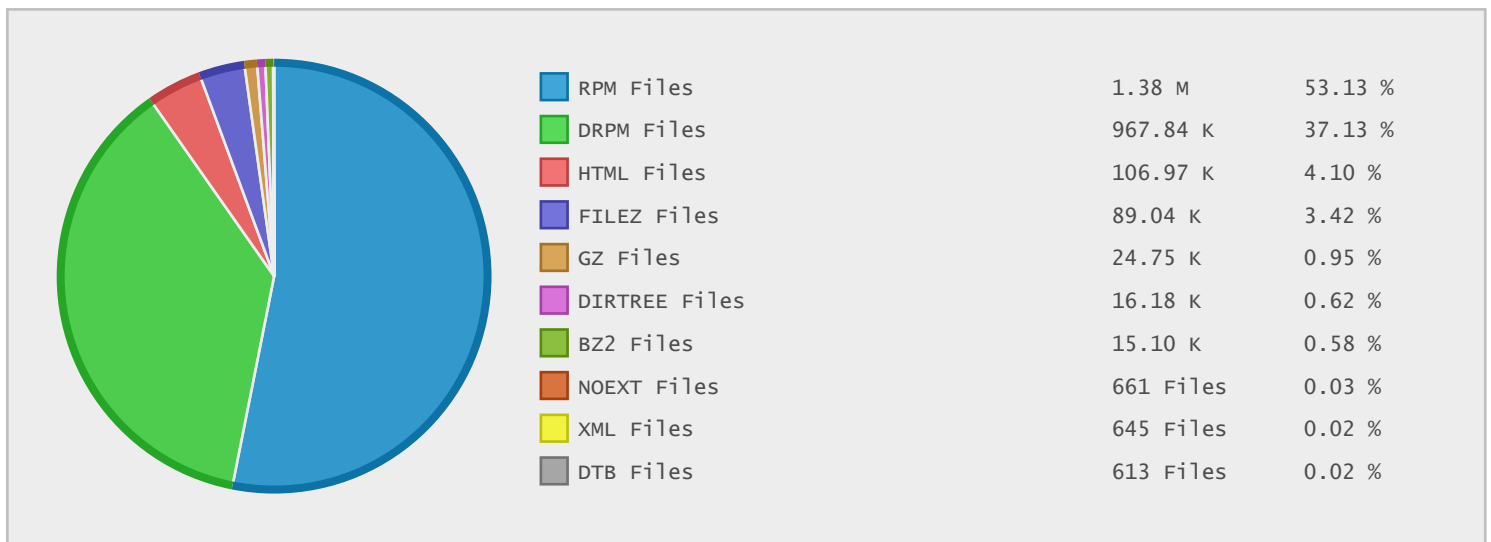 RPM Files 1.38 M 53.13 %
DRPM Files 967.84 K 37.13 %
HTML Files 106.97 K 4.10 %
FILEZ Files 89.04 K 3.42 %
GZ Files 24.75 K 0.95 %
DIRTREE Files 16.18 K 0.62 %
BZ2 Files 15.10 K 0.58 %
NOEXT Files 661 Files 0.03 %
XML Files 645 Files 0.02 %
DTB Files 613 Files 0.02 %